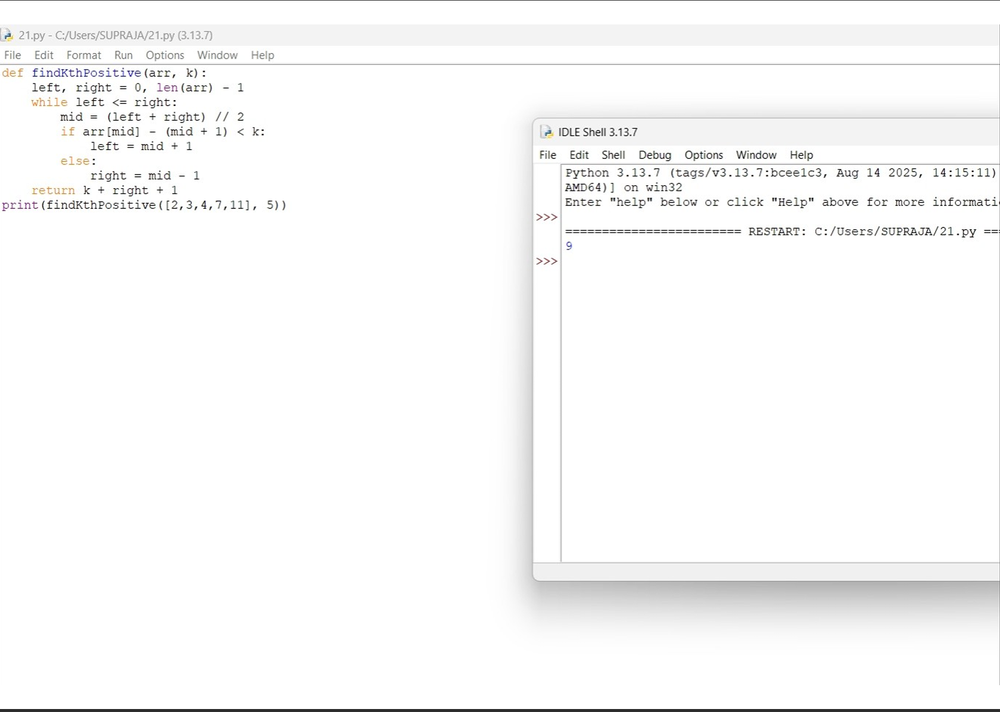 21.py - C:/Users/SUPRAJA/21.py (3.13.7)
File Edit Format Run Options Window Help
def findKthPositive(arr, k):
    left, right = 0, len(arr) - 1
    while left <= right:
        mid = (left + right) // 2
        if arr[mid] - (mid + 1) < k:
            left = mid + 1
        else:
            right = mid - 1
    return k + right + 1
print(findKthPositive([2,3,4,7,11], 5))
IDLE Shell 3.13.7
File Edit Shell Debug Options Window Help
Python 3.13.7 (tags/v3.13.7:bcee1c3, Aug 14 2025, 14:15:11)
AMD64)] on win32
Enter "help" below or click "Help" above for more informati
>>>
======================== RESTART: C:/Users/SUPRAJA/21.py ===
9
>>>